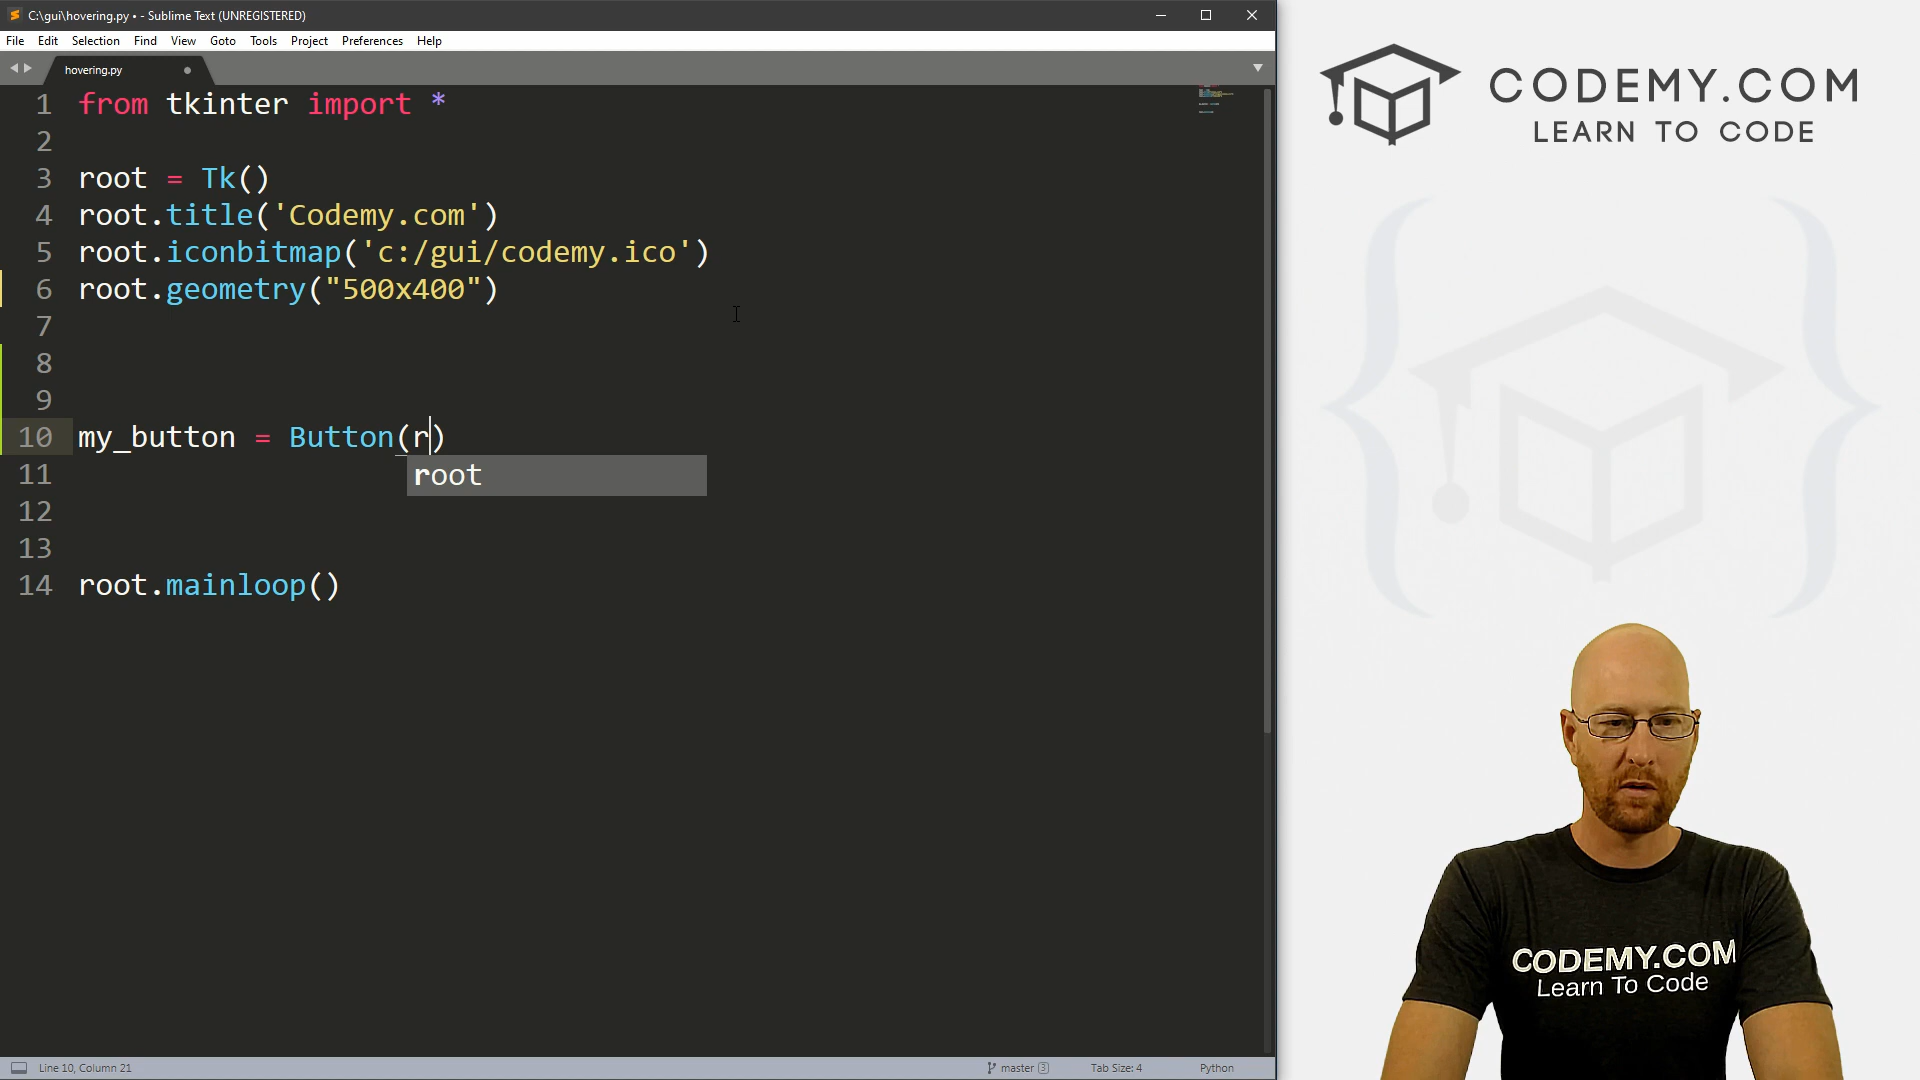 C:\gui\hovering.py • - Sublime Text (UNREGISTERED)
File Edit Selection Find View Goto Tools Project Preferences Help
hovering.py
1 from tkinter import *
2
3 root = Tk()
4 root.title('Codemy.com')
5 root.iconbitmap('c:/gui/codemy.ico')
6 root.geometry("500x400")
7
8
9
10 my_button = Button(r)
root
11
12
13
14 root.mainloop()
Line 10, Column 21
master 3
Tab Size: 4
Python
CODEMY.COM
LEARN TO CODE
CODEMY.COM
Learn To Code